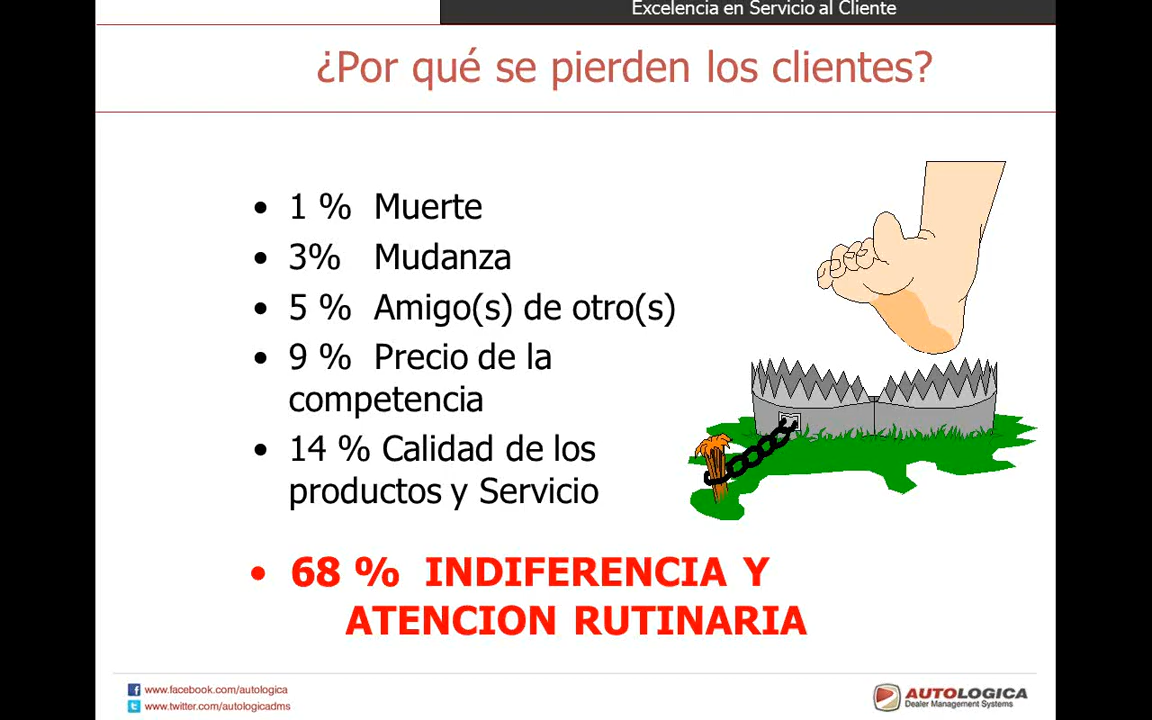 Excelencia en Servicio al Cliente
¿Por qué se pierden los clientes?
• 1 % Muerte
• 3% Mudanza
• 5 % Amigo(s) de otro(s)
• 9 % Precio de la
competencia
• 14 % Calidad de los
productos y Servicio
• 68 % INDIFERENCIA Y
ATENCION RUTINARIA
www.facebook.com/autologica
www.twitter.com/autologicadms
AUTOLOGICA
Dealer Management Systems